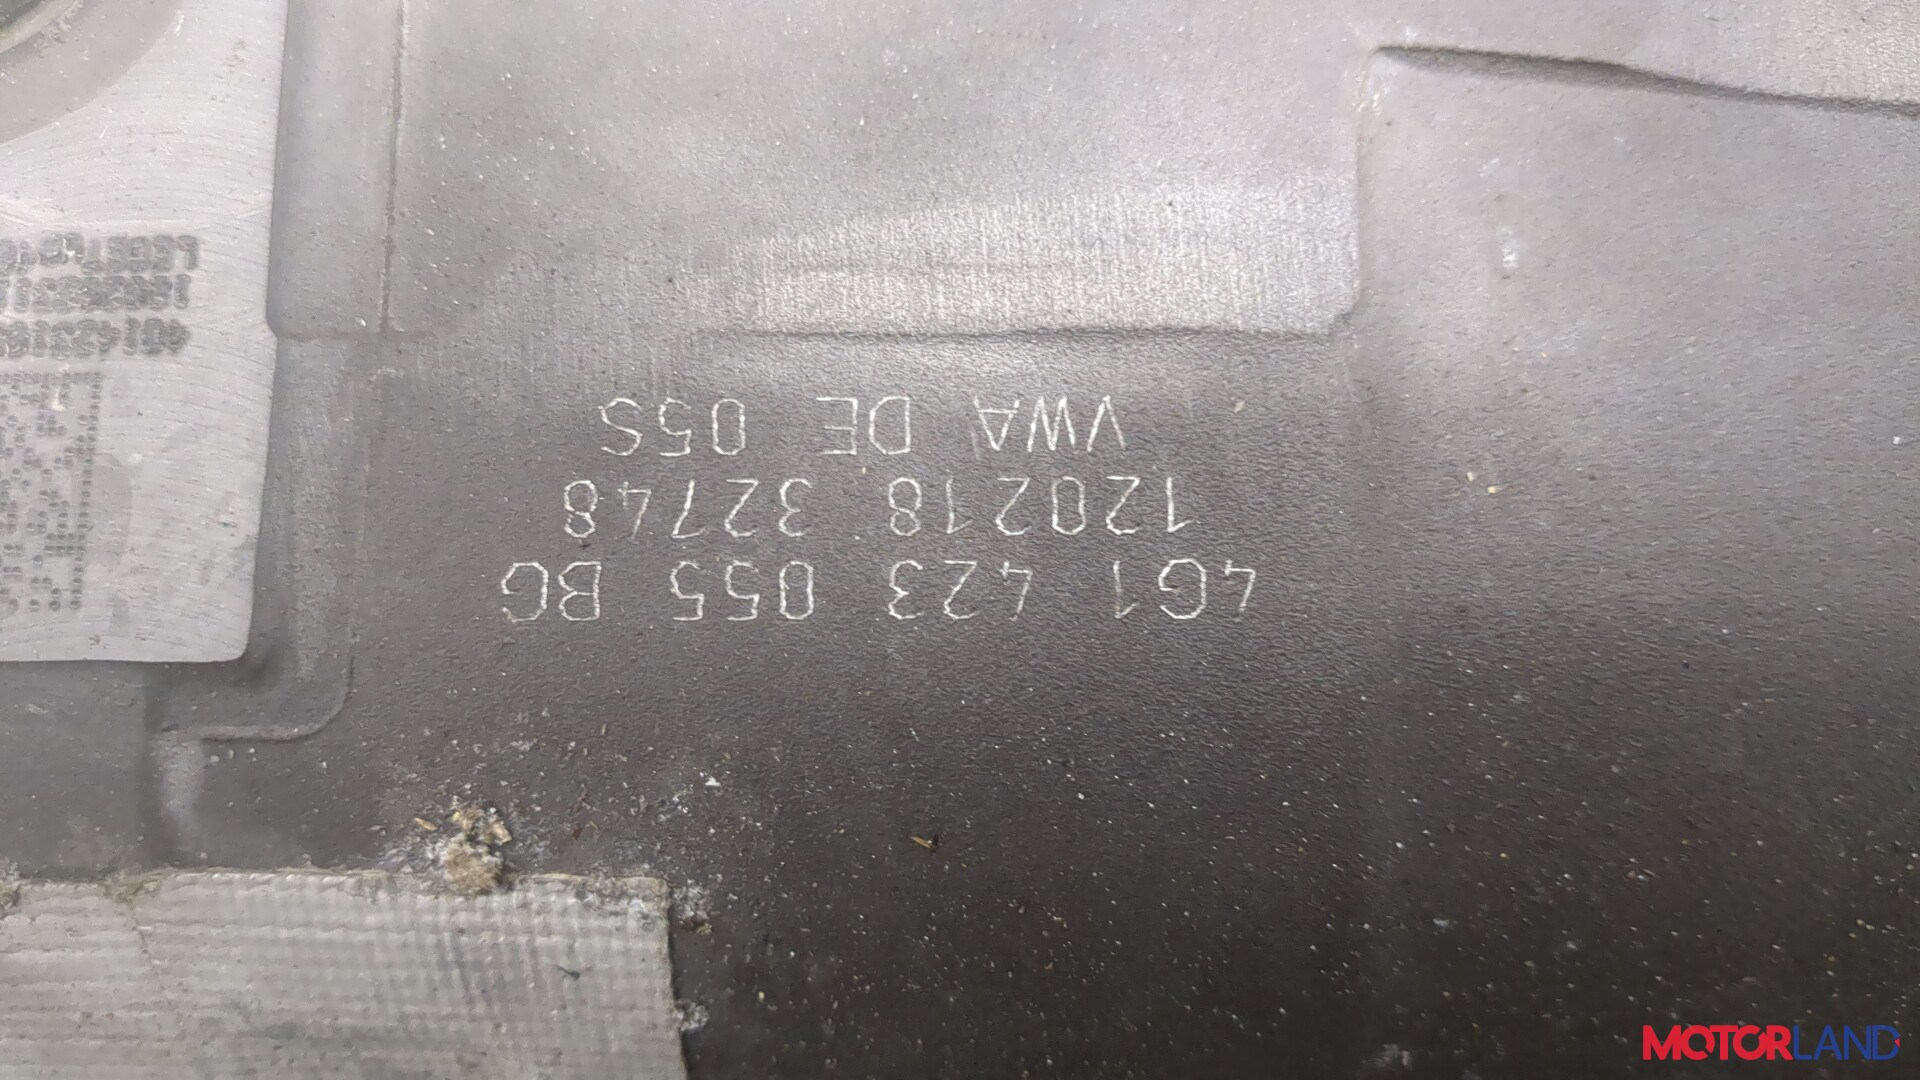 4G1 423 055 BG
120218 32748
VWA DE 05S
MOTORLAND